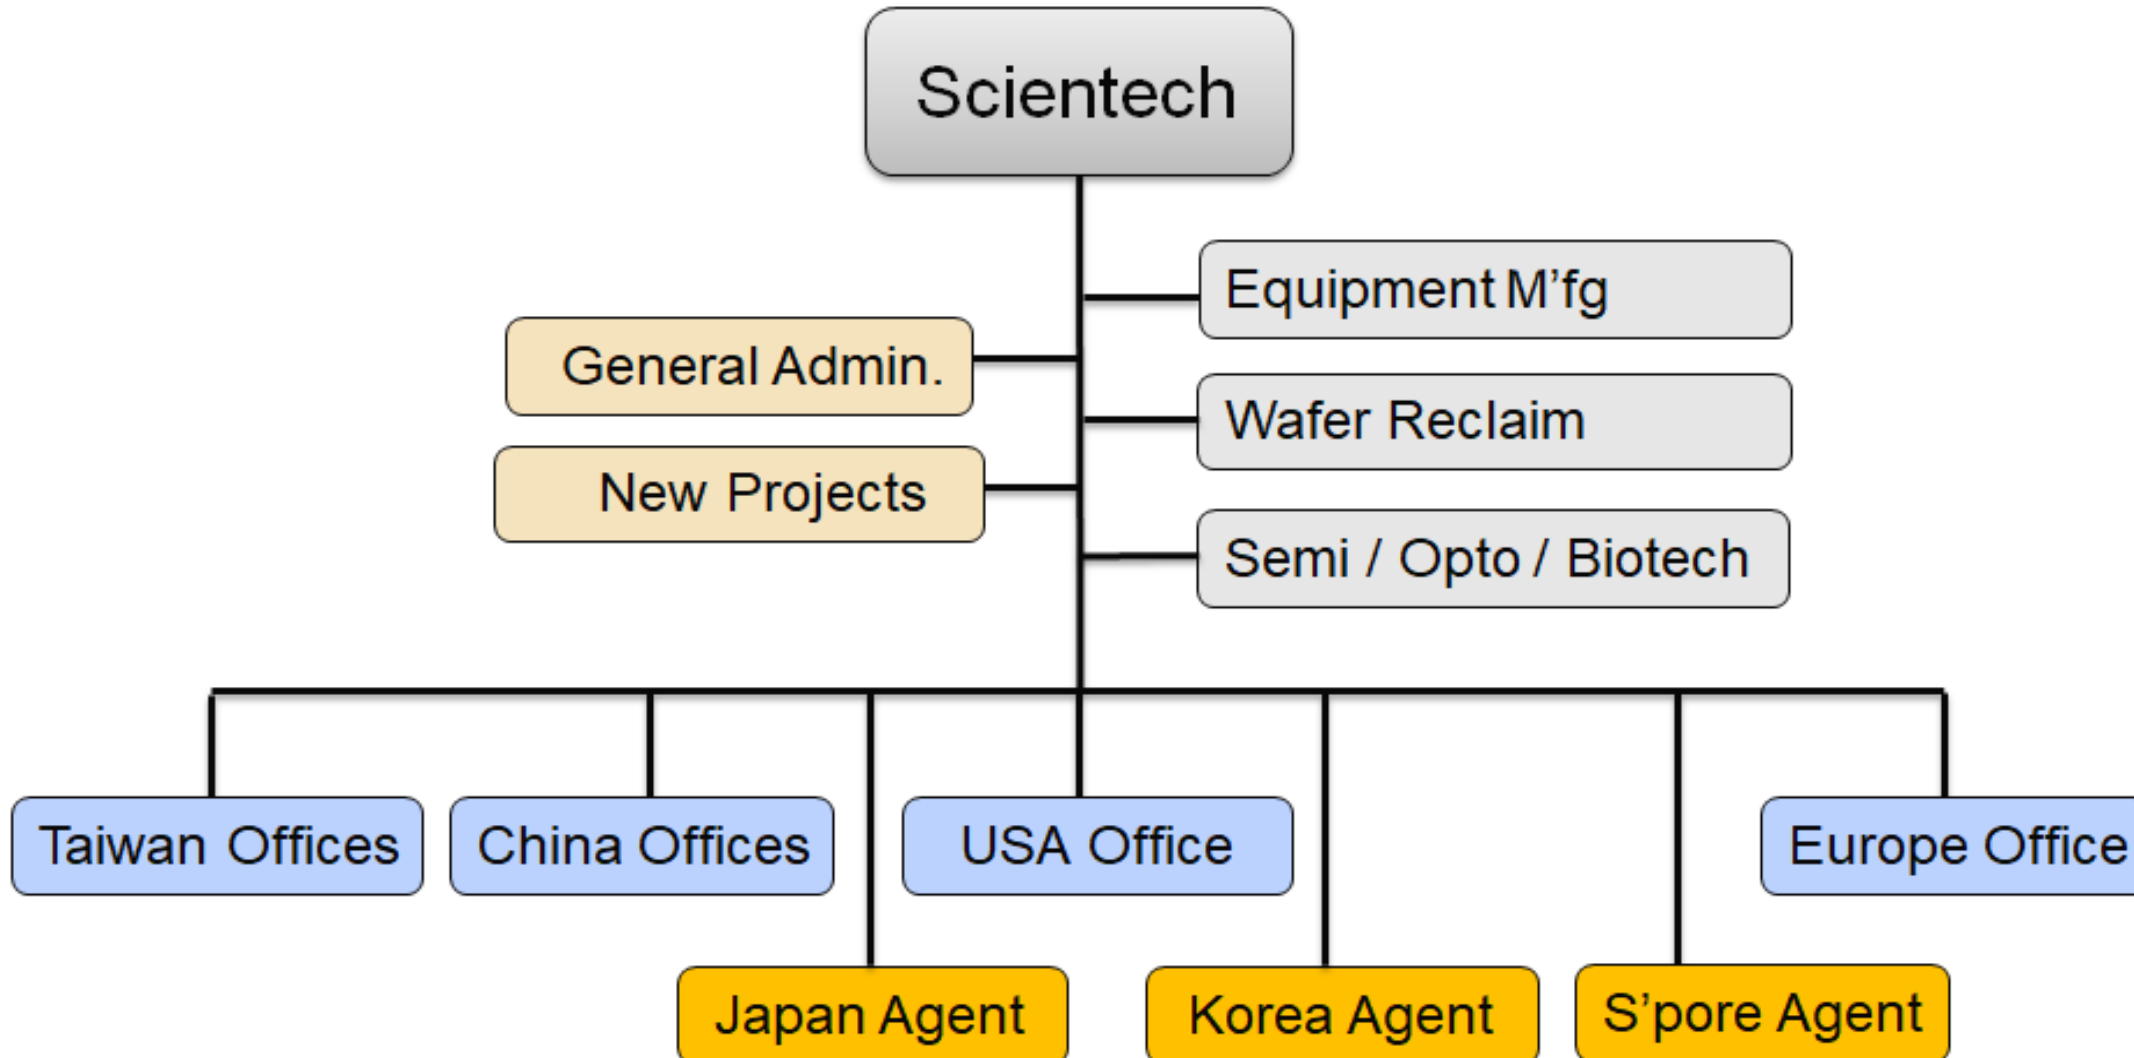 Scientech
Equipment M’fg
General Admin.
Wafer Reclaim
New Projects
Semi / Opto / Biotech
Taiwan Offices
China Offices
USA Office
Europe Office
Japan Agent
Korea Agent
S’pore Agent